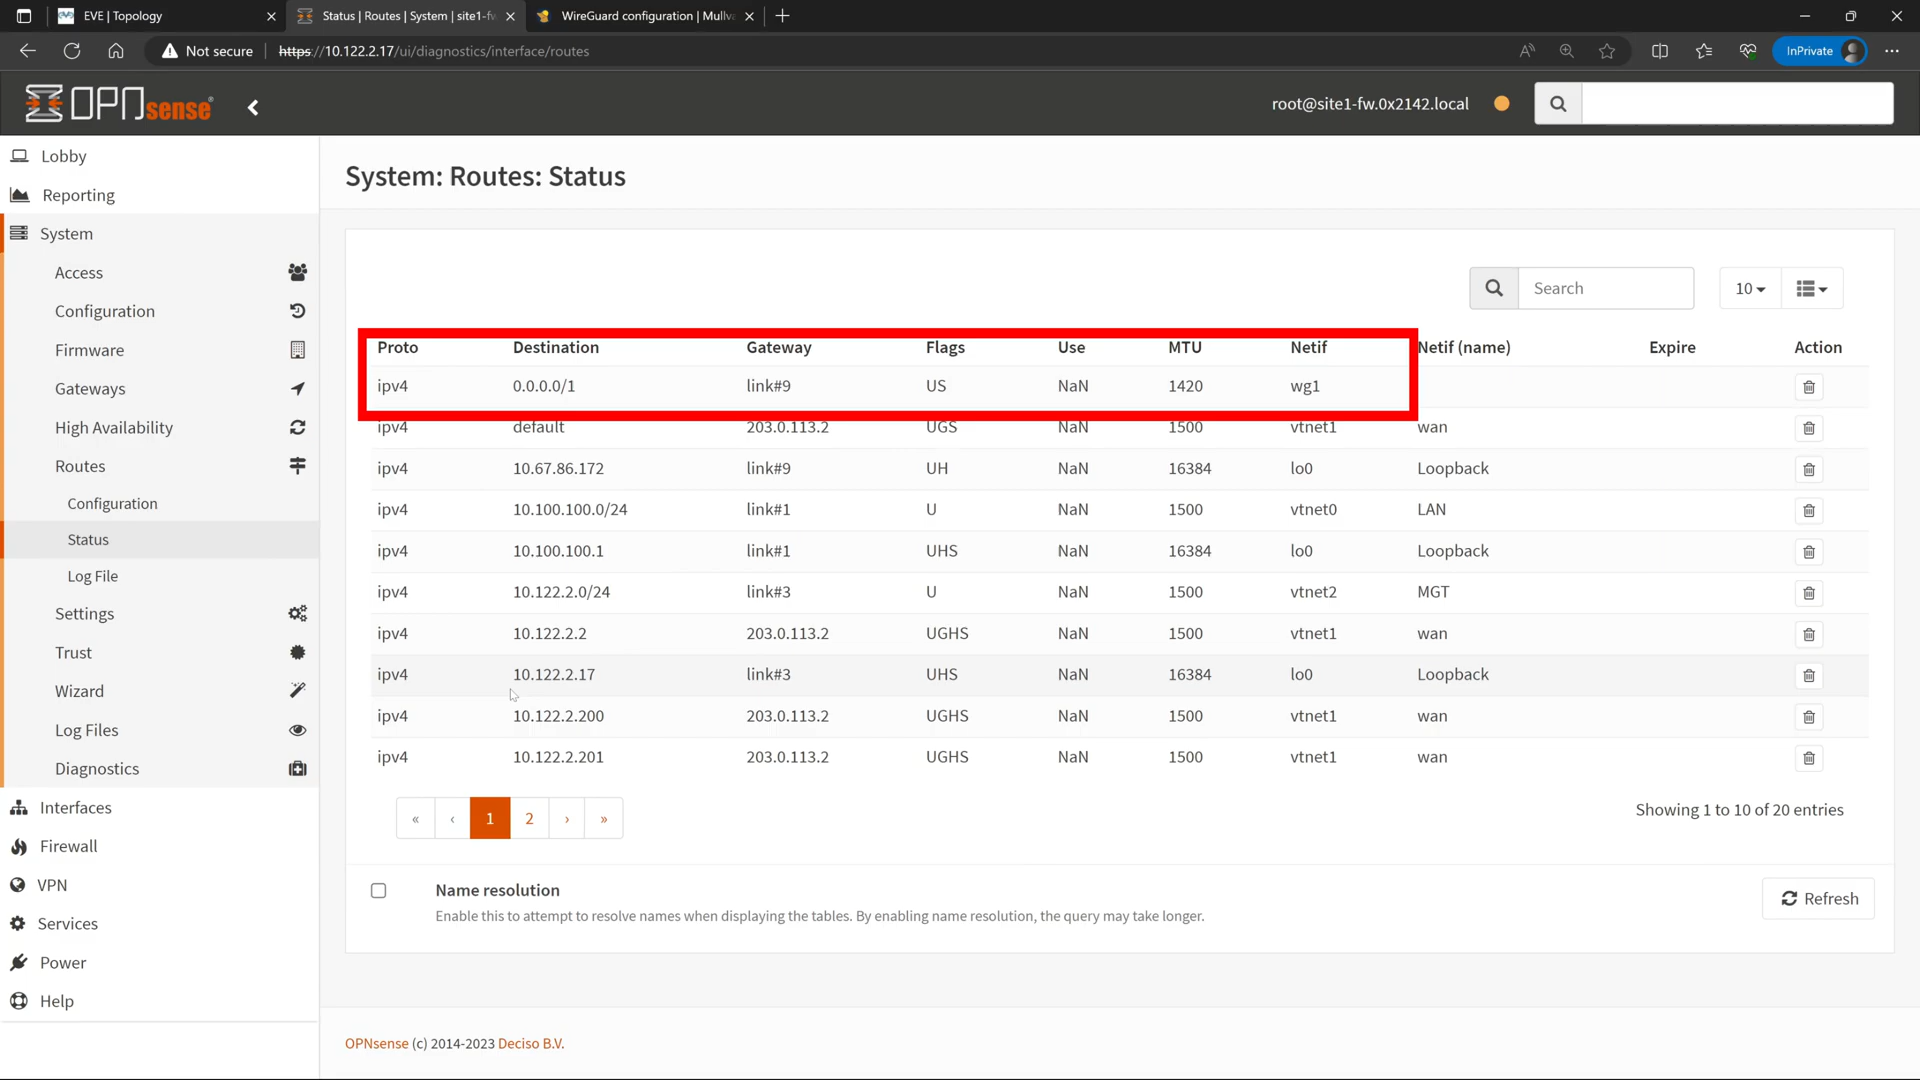 EVE | Topology
Status | Routes | System | site1-fw
WireGuard configuration | Mullva
Not secure
https://10.122.2.17/ui/diagnostics/interface/routes
InPrivate
OPNsense
root@site1-fw.0x2142.local
Lobby
Reporting
System
Access
Configuration
Firmware
Gateways
High Availability
Routes
Configuration
Status
Log File
Settings
Trust
Wizard
Log Files
Diagnostics
Interfaces
Firewall
VPN
Services
Power
Help
System: Routes: Status
Search
10
Proto Destination Gateway Flags Use MTU Netif Netif (name) Expire Action
ipv4 0.0.0.0/1 link#9 US NaN 1420 wg1
ipv4 default 203.0.113.2 UGS NaN 1500 vtnet1 wan
ipv4 10.67.86.172 link#9 UH NaN 16384 lo0 Loopback
ipv4 10.100.100.0/24 link#1 U NaN 1500 vtnet0 LAN
ipv4 10.100.100.1 link#1 UHS NaN 16384 lo0 Loopback
ipv4 10.122.2.0/24 link#3 U NaN 1500 vtnet2 MGT
ipv4 10.122.2.2 203.0.113.2 UGHS NaN 1500 vtnet1 wan
ipv4 10.122.2.17 link#3 UHS NaN 16384 lo0 Loopback
ipv4 10.122.2.200 203.0.113.2 UGHS NaN 1500 vtnet1 wan
ipv4 10.122.2.201 203.0.113.2 UGHS NaN 1500 vtnet1 wan
« ‹ 1 2 › »
Showing 1 to 10 of 20 entries
Name resolution
Enable this to attempt to resolve names when displaying the tables. By enabling name resolution, the query may take longer.
Refresh
OPNsense (c) 2014-2023 Deciso B.V.